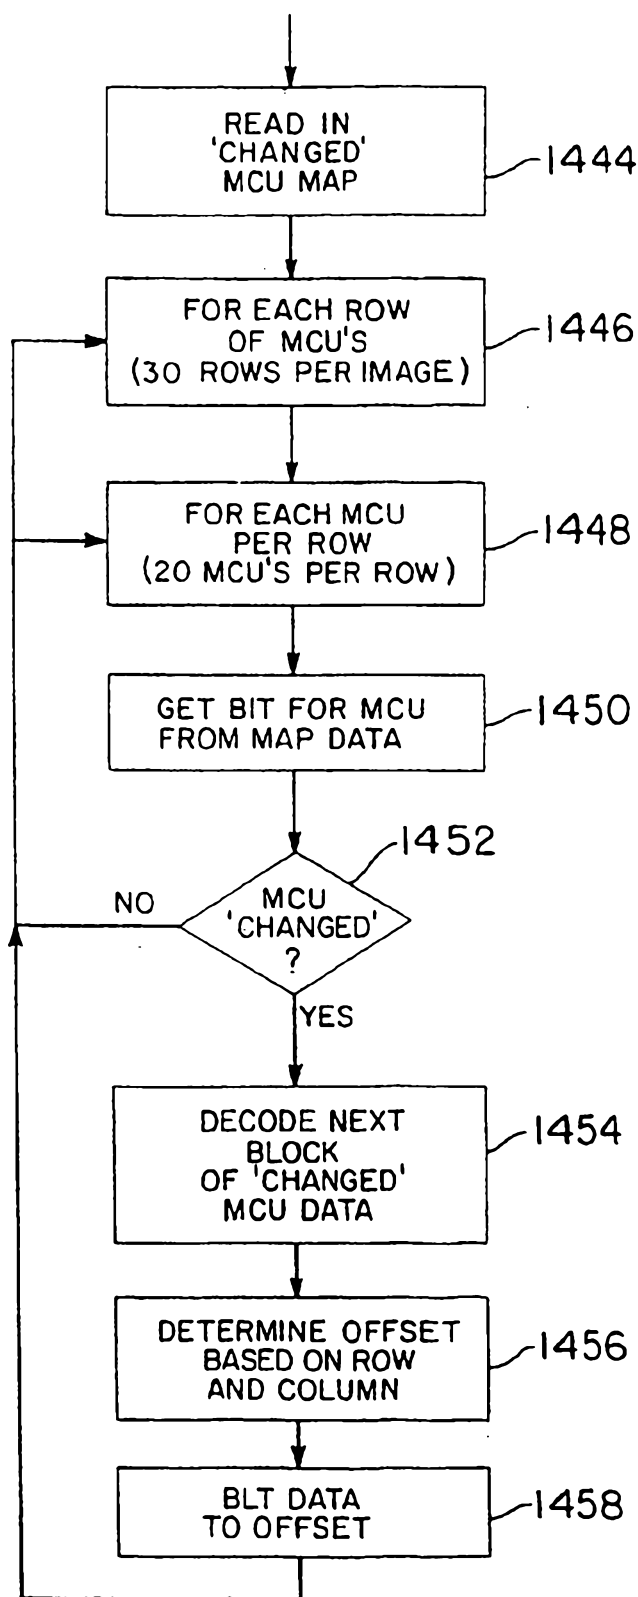 READ IN
'CHANGED'
MCU MAP
1444
FOR EACH ROW
OF MCU'S
(30 ROWS PER IMAGE)
1446
FOR EACH MCU
PER ROW
(20 MCU'S PER ROW)
1448
GET BIT FOR MCU
FROM MAP DATA
1450
1452
MCU
'CHANGED'
?
NO
YES
DECODE NEXT
BLOCK
OF 'CHANGED'
MCU DATA
1454
DETERMINE OFFSET
BASED ON ROW
AND COLUMN
1456
BLT DATA
TO OFFSET
1458